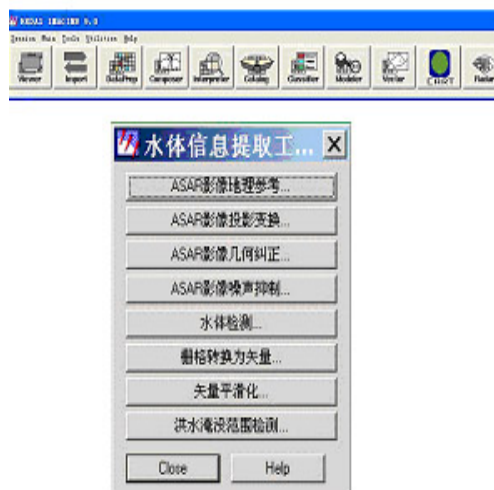 ERDAS IMAGINE 9.0
Session Main Tools Utilities Help
Viewer Import DataPrep Composer Interpreter Catalog Classifier Modeler Vector CART Radar
水体信息提取工...
ASAR影像地理参考...
ASAR影像投影变换...
ASAR影像几何纠正...
ASAR影像噪声抑制...
水体检测...
栅格转换为矢量...
矢量平滑化...
洪水淹没范围检测...
Close Help